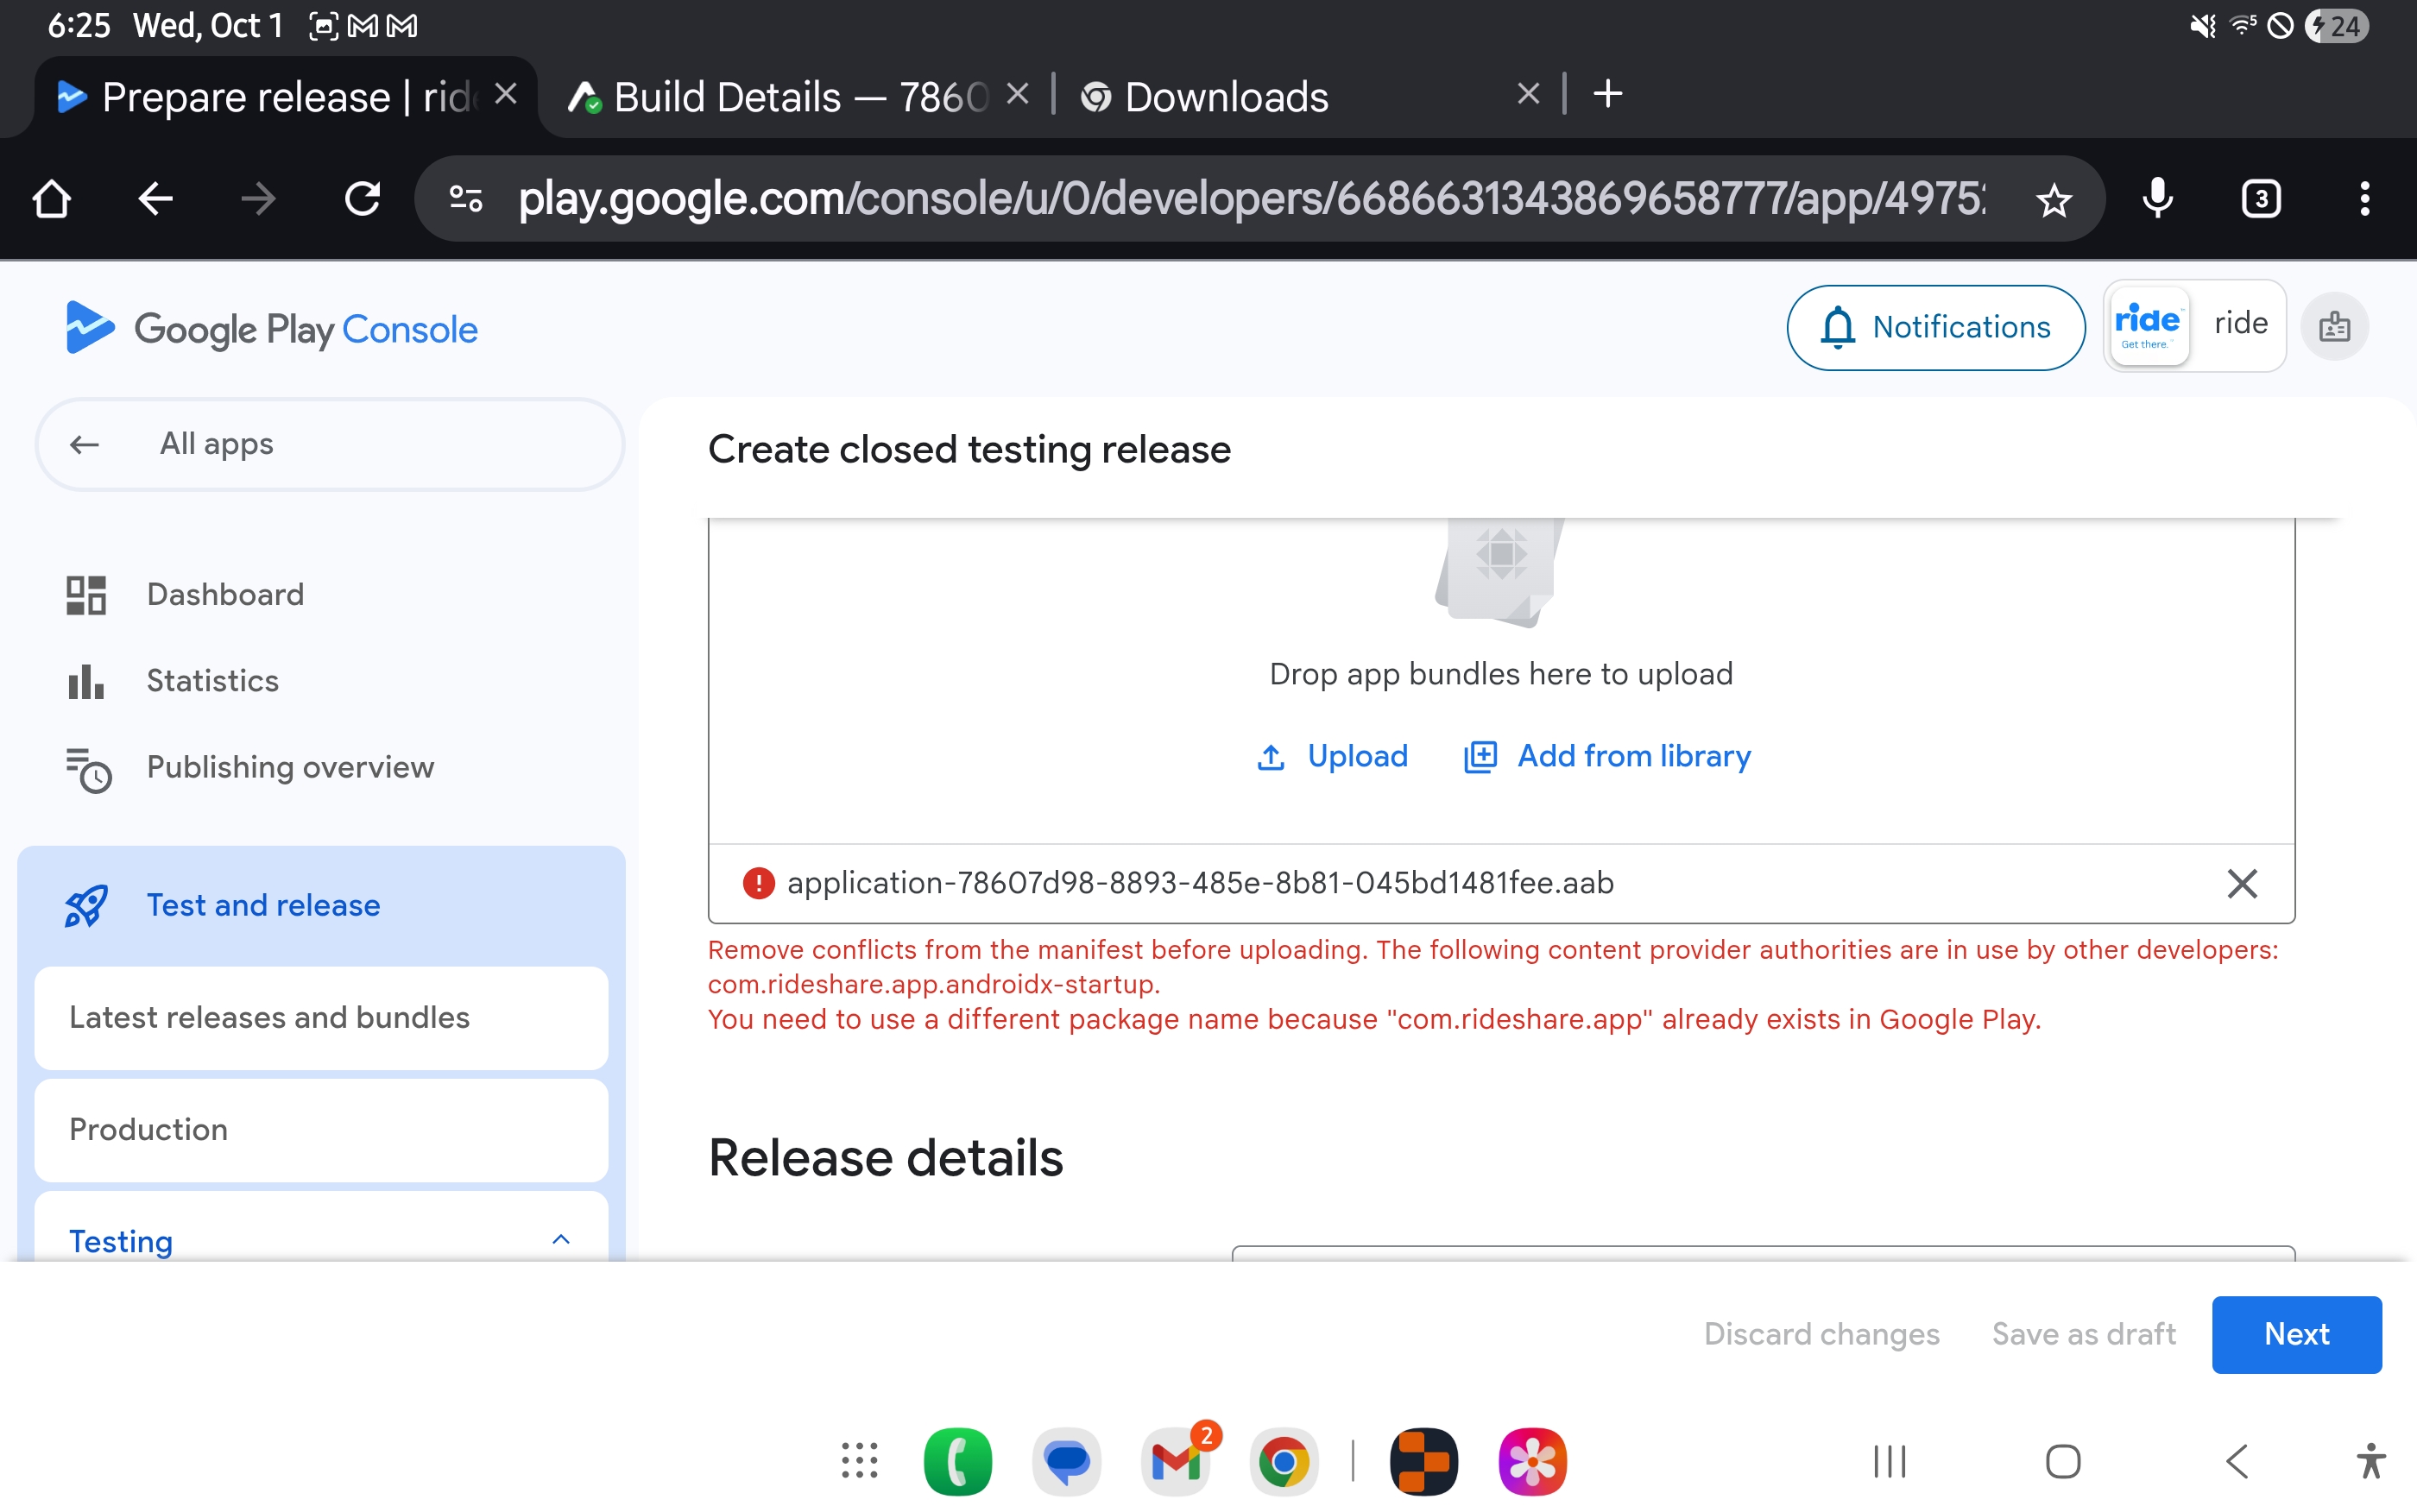 6:25 Wed, Oct 1
5 24
Prepare release | rid
Build Details — 7860
Downloads
play.google.com/console/u/0/developers/6686631343869658777/app/4975
3
Google Play Console
Notifications
ride
Get there.
ride
All apps
Create closed testing release
Dashboard
Statistics
Publishing overview
Test and release
Latest releases and bundles
Production
Testing
Drop app bundles here to upload
Upload
Add from library
application-78607d98-8893-485e-8b81-045bd1481fee.aab
Remove conflicts from the manifest before uploading. The following content provider authorities are in use by other developers:
com.rideshare.app.androidx-startup.
You need to use a different package name because "com.rideshare.app" already exists in Google Play.
Release details
Discard changes
Save as draft
Next
2